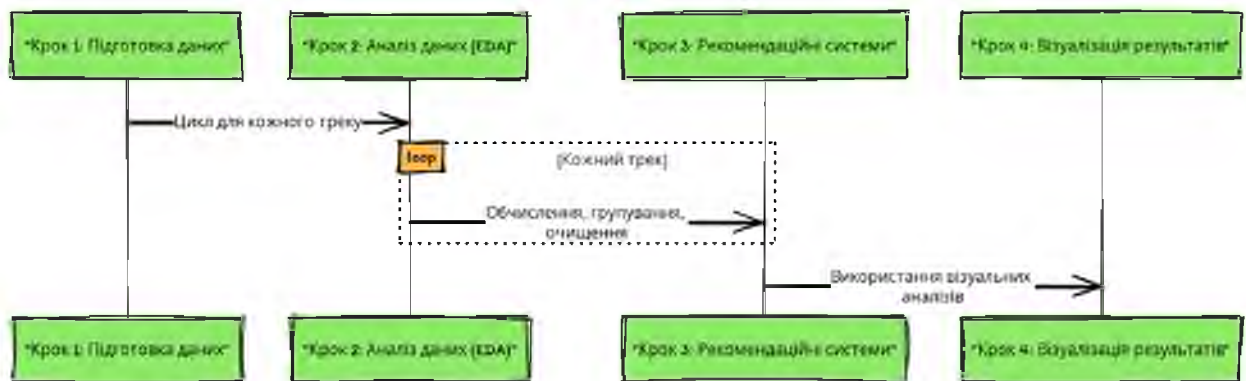 "Крок 1: Підготовка даних"
"Крок 2: Аналіз даних (EDA)"
"Крок 3: Рекомендаційні системи"
"Крок 4: Візуалізація результатів"
Цикл для кожного треку
loop
[Кожний трек]
Обчислення, групування,
очищення
Використання візуальних
аналізів
"Крок 1: Підготовка даних"
"Крок 2: Аналіз даних (EDA)"
"Крок 3: Рекомендаційні системи"
"Крок 4: Візуалізація результатів"